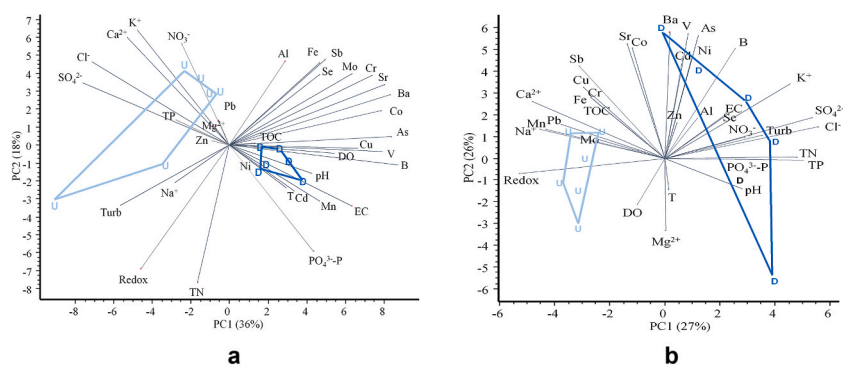 7
6
5
4
3
2
1
0
-1
-2
-3
-4
-5
-6
-7
-8
PC2 (18%)
K⁺
Ca²⁺
NO₃⁻
Cl⁻
SO₄²⁻
U
U
U U
TP
Pb
Mg²⁺
Zn
TOC
Al
Fe
Sb
Se
Mo
Cr
Sr
Ba
Co
As
Cu
V
DO
B
U
U
Na⁺
Turb
Redox
TN
D D
D
D
D
D
Ni
pH
T
Cd
Mn
EC
PO₄³⁻-P
-8 -4 0 4 8
PC1 (36%)
a
6
5
4
3
2
1
0
-1
-2
-3
-4
-5
-6
PC2 (26%)
D
Ba
V
As
Sr
Co
Cd
Ni
B
D
Sb
Cu
Cr
Fe
TOC
Ca²⁺
Mn
Pb
Na⁺
Mo
U U
U
U U
U
Redox
DO
T
Mg²⁺
K⁺
D
Al
EC
Se
Zn
NO₃⁻
Turb
SO₄²⁻
Cl⁻
D
TN
TP
PO₄³⁻-P
D
pH
D
-6 -4 -2 0 2 4 6
PC1 (27%)
b